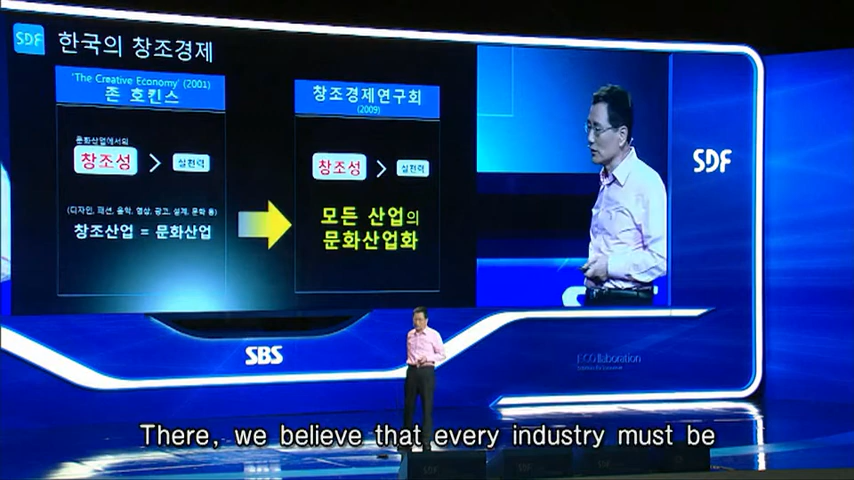 SDF 한국의 창조경제
'The Creative Economy' (2001)
존 호킨스
문화산업에서의
창조성 > 실천력
(디자인, 패션, 음악, 영상, 광고, 설계, 문학 등)
창조산업 = 문화산업
창조경제연구회
(2009)
창조성 > 실천력
모든 산업의
문화산업화
SDF
SBS
ECOllaboration
SDF
There, we believe that every industry must be